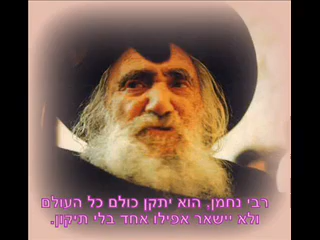 רבי נחמן, הוא יתקן כולם כל העולם
ולא יישאר אפילו אחד בלי תיקון.